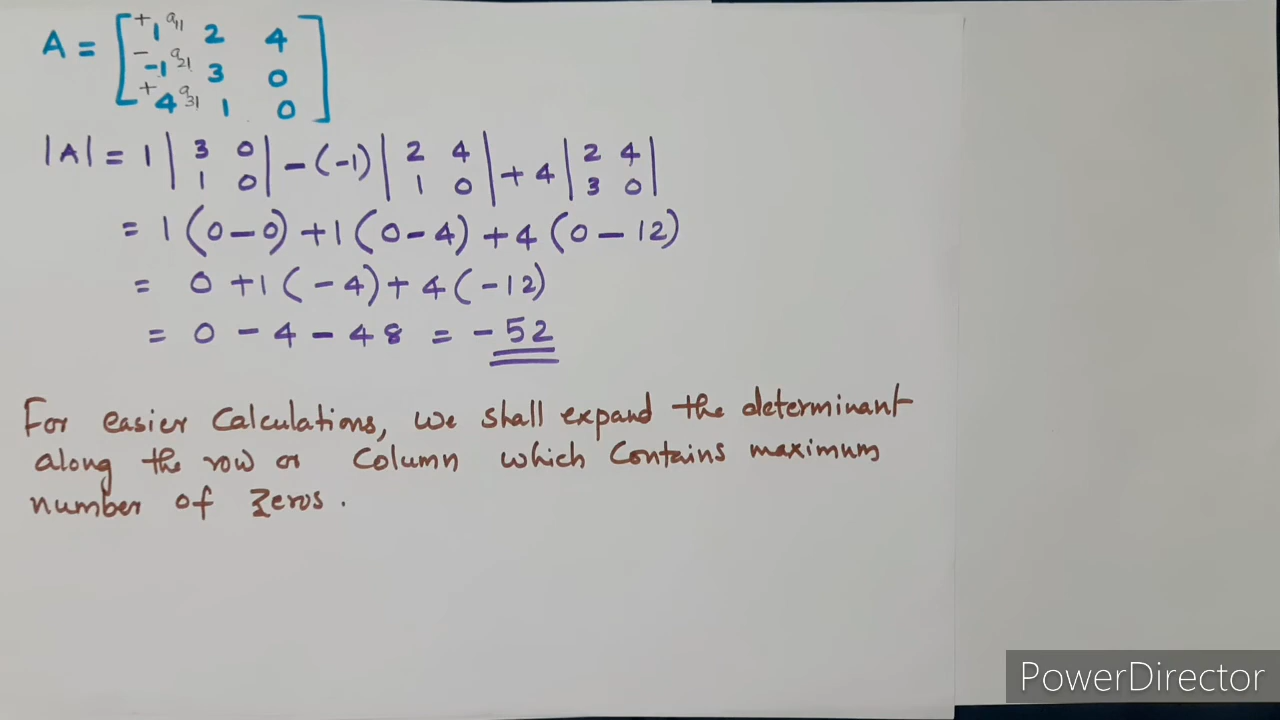 A = [ + 1 a11 2 4
- -1 a21 3 0
+ 4 a31 1 0 ]
|A| = 1 | 3 0 ; 1 0 | - (-1) | 2 4 ; 1 0 | + 4 | 2 4 ; 3 0 |
= 1 (0 - 0) + 1 (0 - 4) + 4 (0 - 12)
= 0 + 1 (-4) + 4 (-12)
= 0 - 4 - 48 = -52
For easier Calculations, we shall expand the determinant
along the row or Column which Contains maximum
number of Zeros.
PowerDirector